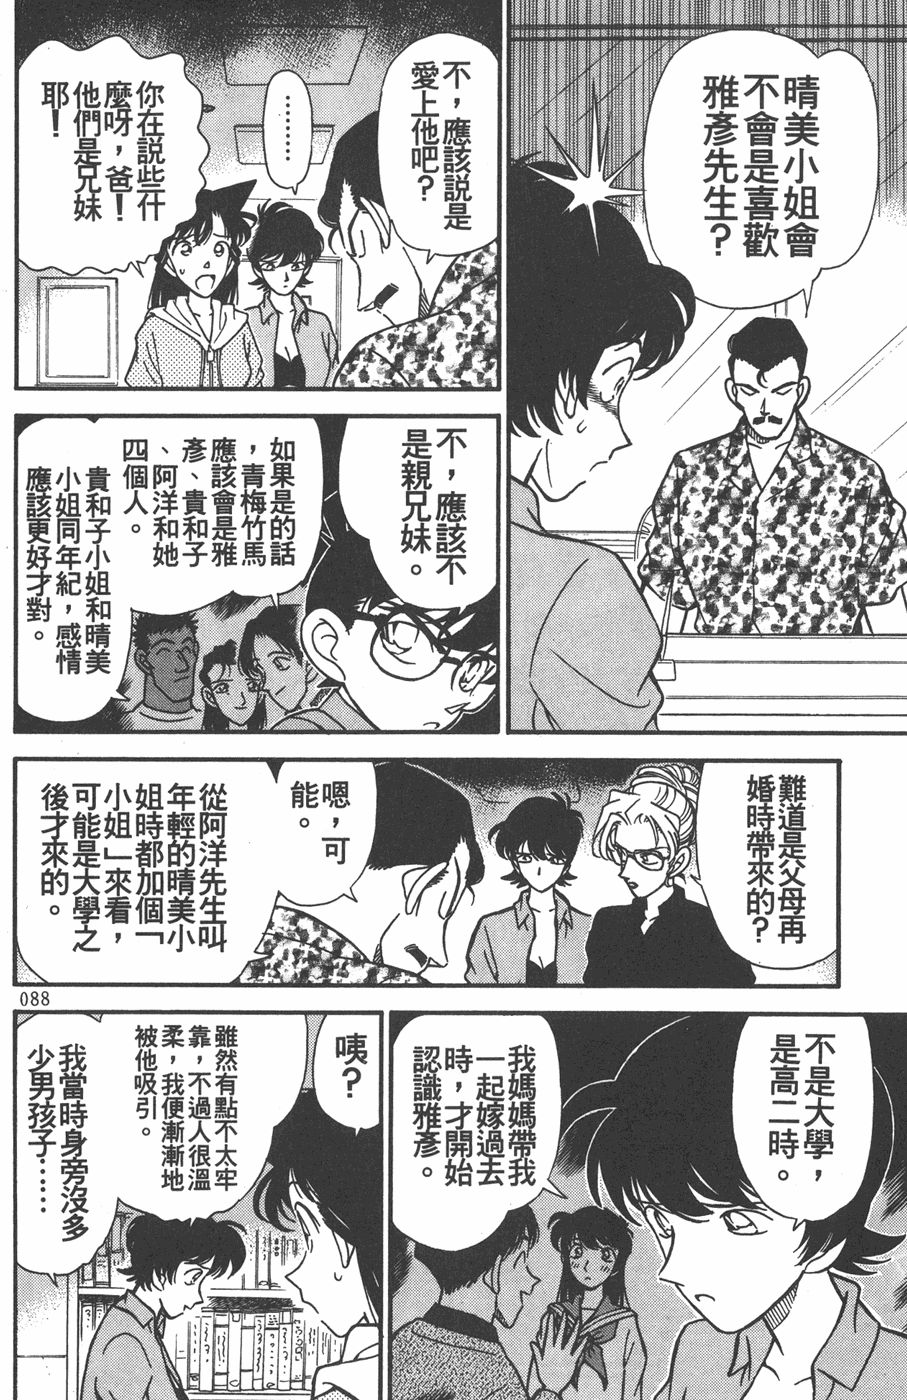 晴美小姐會
不會是喜歡
雅彥先生？
不，應該說是
愛上他吧？
……
你在說些什
麼呀，爸！
他們是兄妹
耶！
不，應該不
是親兄妹。
如果是的話
，青梅竹馬
應該會是雅
彥、貴和子
、阿洋和她
四個人。
貴和子小姐和晴美
小姐同年紀，感情
應該更好才對。
難道是父母再
婚時帶來的？
嗯，可
能。
從阿洋先生叫
年輕的晴美小
姐時都加個「
小姐」來看，
可能是大學之
後才來的。
088
不是大學，
是高二時。
我媽媽帶我
一起嫁過去
時，才開始
認識雅彥。
咦？
雖然有點不太牢
靠，不過人很溫
柔，我便漸漸地
被他吸引。
我當時身旁沒多
少男孩子……